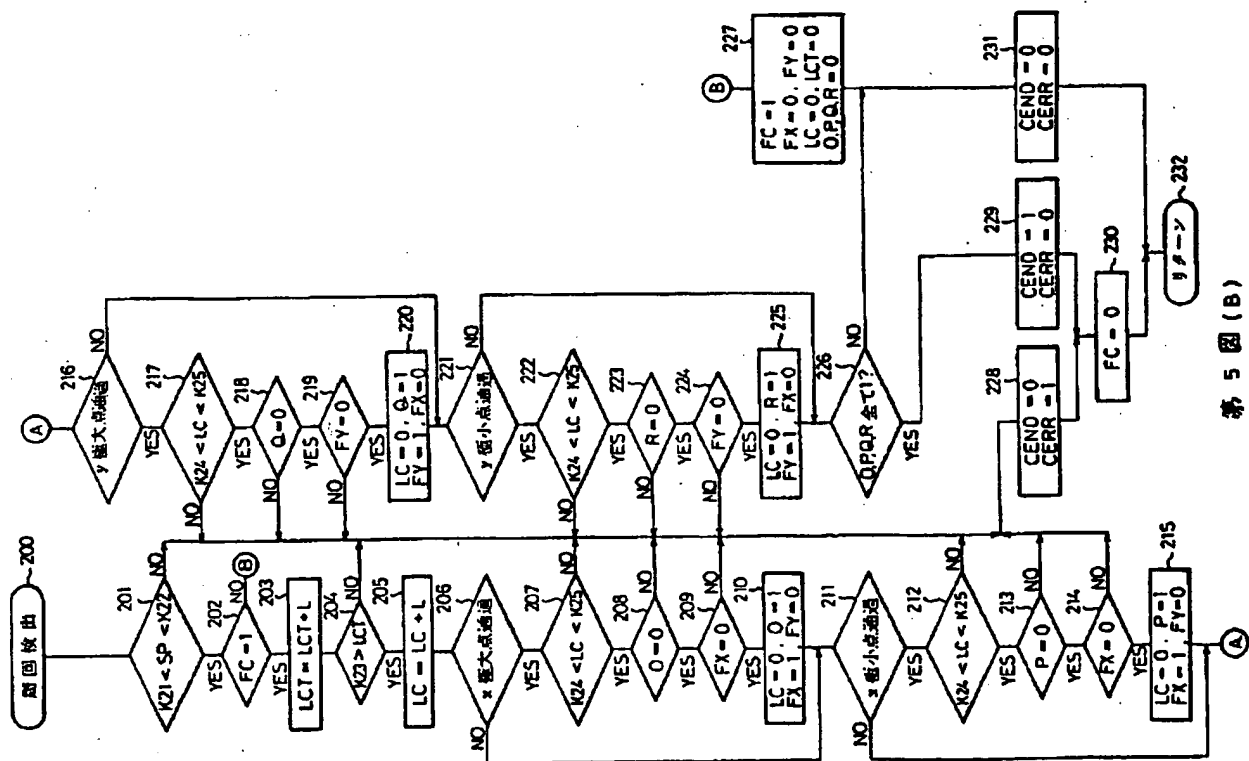 周回検出
200
K21<SP<K22
201
YES
NO
FC=1
202
YES
NO
B
LCT=LCT+L
203
K23>LCT
204
YES
NO
LC=LC+L
205
x極大点通過
206
YES
NO
K24<LC<K25
207
YES
NO
O=0
208
YES
NO
FX=0
209
YES
NO
LC=0, O=1
FX=1, FY=0
210
x極小点通過
211
YES
NO
K24<LC<K25
212
YES
NO
P=0
213
YES
NO
FX=0
214
YES
NO
LC=0, P=1
FX=1, FY=0
215
A
A
y極大点通過
216
YES
NO
K24<LC<K25
217
YES
NO
Q=0
218
YES
NO
FY=0
219
YES
NO
LC=0, Q=1
FY=1, FX=0
220
y極小点通過
221
YES
NO
K24<LC<K25
222
YES
NO
R=0
223
YES
NO
FY=0
224
YES
NO
LC=0, R=1
FY=1, FX=0
225
O,P,Q,R全て1?
226
YES
NO
B
FC=1
FX=0, FY=0
LC=0, LCT=0
O,P,Q,R=0
227
CEND=0
CERR=1
228
CEND=1
CERR=0
229
FC=0
230
CEND=0
CERR=0
231
リターン
232
第5図(B)